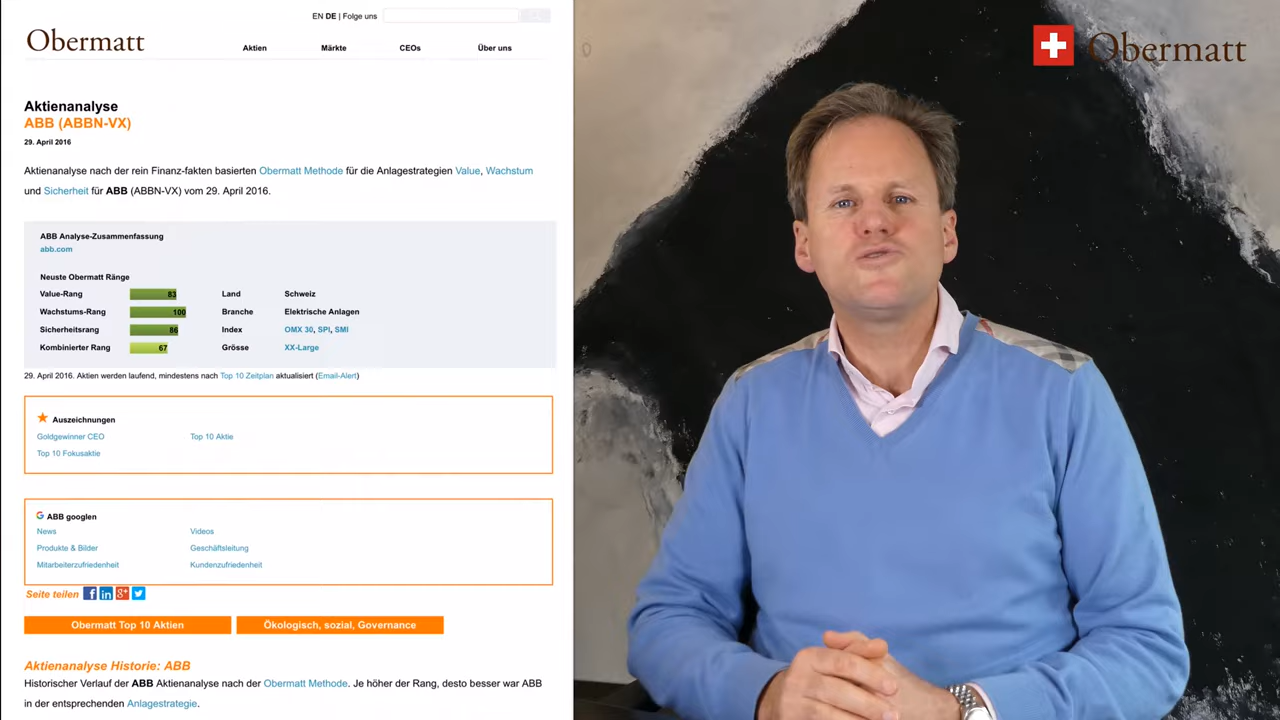 EN DE | Folge uns
Obermatt
Aktien Märkte CEOs Über uns
Aktienanalyse
ABB (ABBN-VX)
29. April 2016
Aktienanalyse nach der rein Finanz-fakten basierten Obermatt Methode für die Anlagestrategien Value, Wachstum
und Sicherheit für ABB (ABBN-VX) vom 29. April 2016.
ABB Analyse-Zusammenfassung
abb.com
Neuste Obermatt Ränge
Value-Rang 83 Land Schweiz
Wachstums-Rang 100 Branche Elektrische Anlagen
Sicherheitsrang 86 Index OMX 30, SPI, SMI
Kombinierter Rang 67 Grösse XX-Large
29. April 2016. Aktien werden laufend, mindestens nach Top 10 Zeitplan aktualisiert (Email-Alert)
Auszeichnungen
Goldgewinner CEO Top 10 Aktie
Top 10 Fokusaktie
ABB googlen
News Videos
Produkte & Bilder Geschäftsleitung
Mitarbeiterzufriedenheit Kundenzufriedenheit
Seite teilen
Obermatt Top 10 Aktien Ökologisch, sozial, Governance
Aktienanalyse Historie: ABB
Historischer Verlauf der ABB Aktienanalyse nach der Obermatt Methode. Je höher der Rang, desto besser war ABB
in der entsprechenden Anlagestrategie.
Obermatt